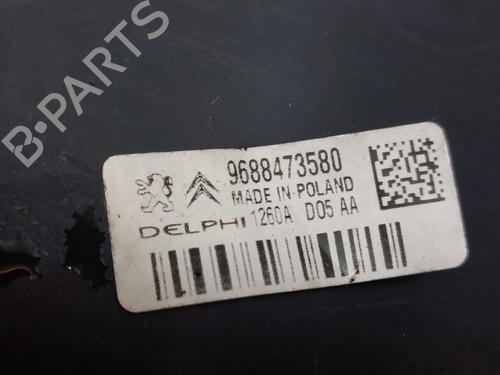 B-PARTS
9688473580
MADE IN POLAND
DELPHI 1260A D05 AA